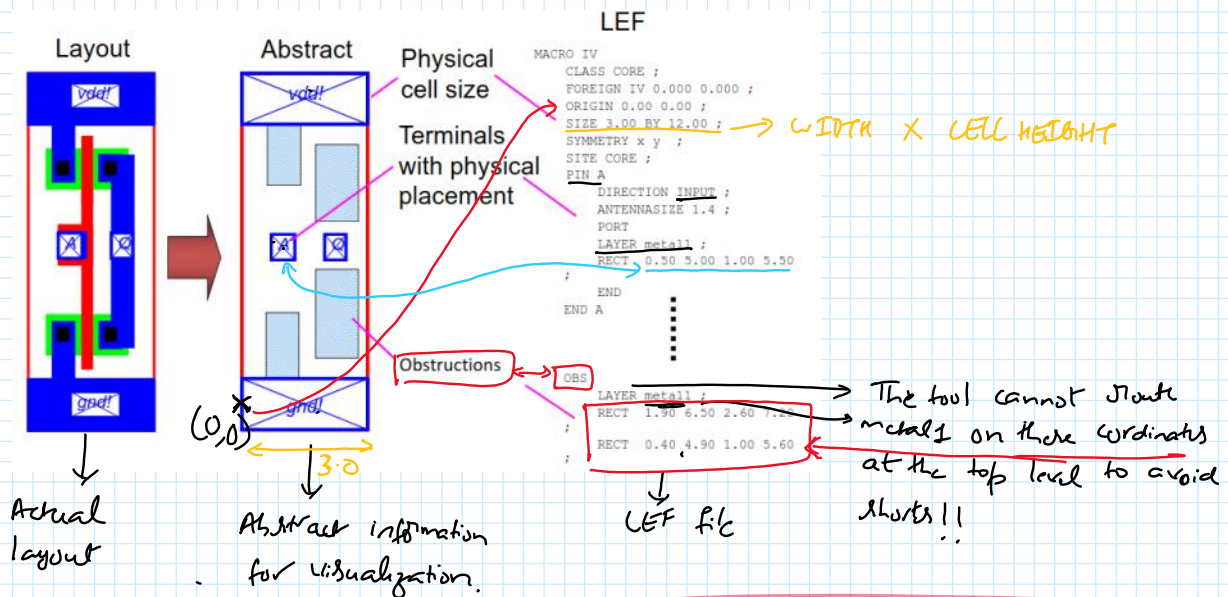 LEF
Layout
Abstract
vdd!
A
Q
gnd!
vdd!
A
Q
gnd!
(0,0)
3.0
Physical
cell size
Terminals
with physical
placement
Obstructions
MACRO IV
CLASS CORE ;
FOREIGN IV 0.000 0.000 ;
ORIGIN 0.00 0.00 ;
SIZE 3.00 BY 12.00 ;
SYMMETRY x y ;
SITE CORE ;
PIN A
DIRECTION INPUT ;
ANTENNASIZE 1.4 ;
PORT
LAYER metal1 ;
RECT 0.50 5.00 1.00 5.50
;
END
END A
OBS
LAYER metal1 ;
RECT 1.90 6.50 2.60 7.20
;
RECT 0.40 4.90 1.00 5.60
;
WIDTH X CELL HEIGHT
The tool cannot route
metal1 on these cordinates
at the top level to avoid
shorts!!
Actual
layout
Abstract information
for visualization.
LEF file